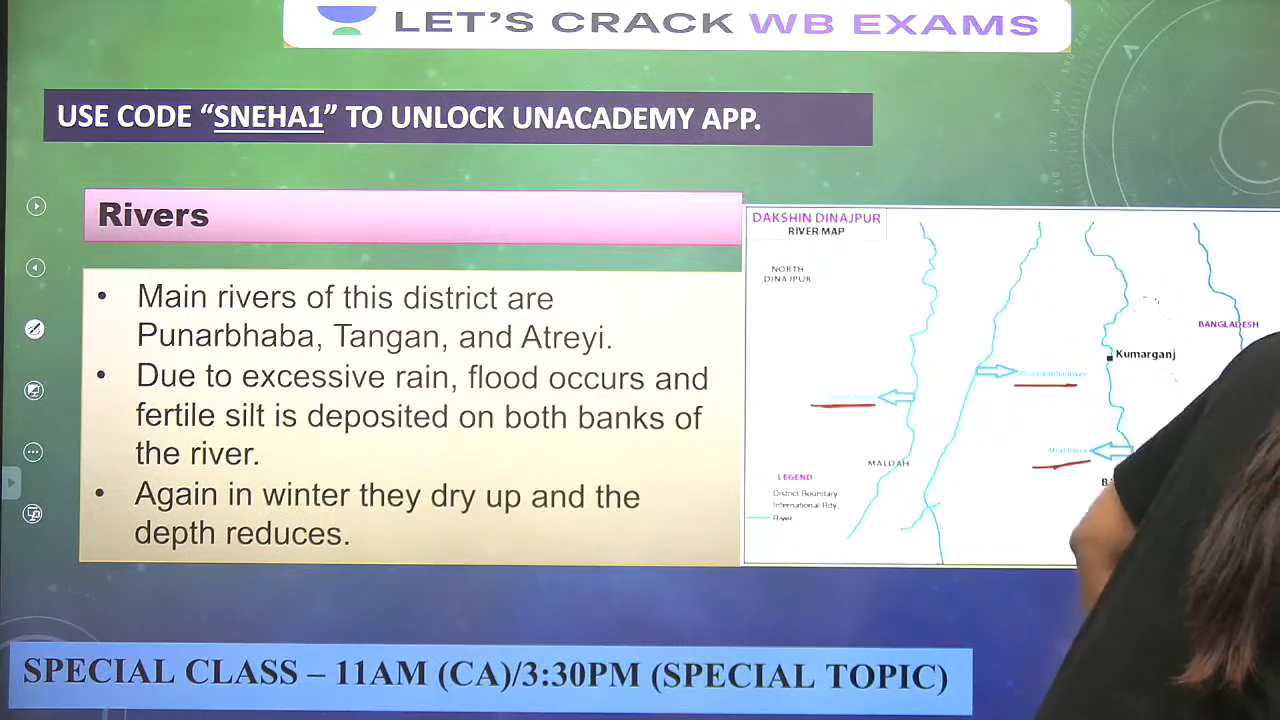 LET'S CRACK WB EXAMS
USE CODE “SNEHA1” TO UNLOCK UNACADEMY APP.
Rivers
• Main rivers of this district are
Punarbhaba, Tangan, and Atreyi.
• Due to excessive rain, flood occurs and
fertile silt is deposited on both banks of
the river.
• Again in winter they dry up and the
depth reduces.
DAKSHIN DINAJPUR
RIVER MAP
NORTH
DINAJPUR
BANGLADESH
Kumarganj
MALDAH
LEGEND
District Boundary
International Bdy
River
SPECIAL CLASS – 11AM (CA)/3:30PM (SPECIAL TOPIC)